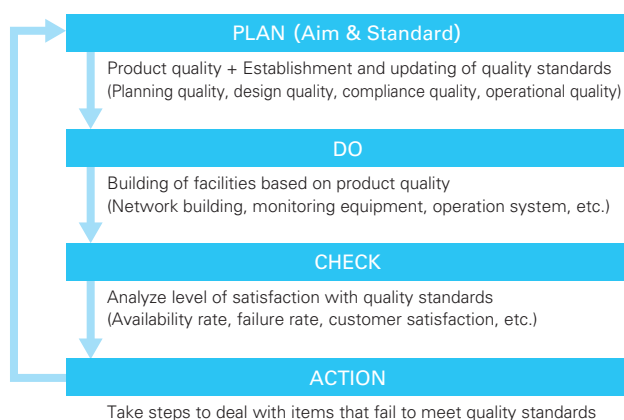 PLAN (Aim & Standard)
Product quality + Establishment and updating of quality standards
(Planning quality, design quality, compliance quality, operational quality)
DO
Building of facilities based on product quality
(Network building, monitoring equipment, operation system, etc.)
CHECK
Analyze level of satisfaction with quality standards
(Availability rate, failure rate, customer satisfaction, etc.)
ACTION
Take steps to deal with items that fail to meet quality standards